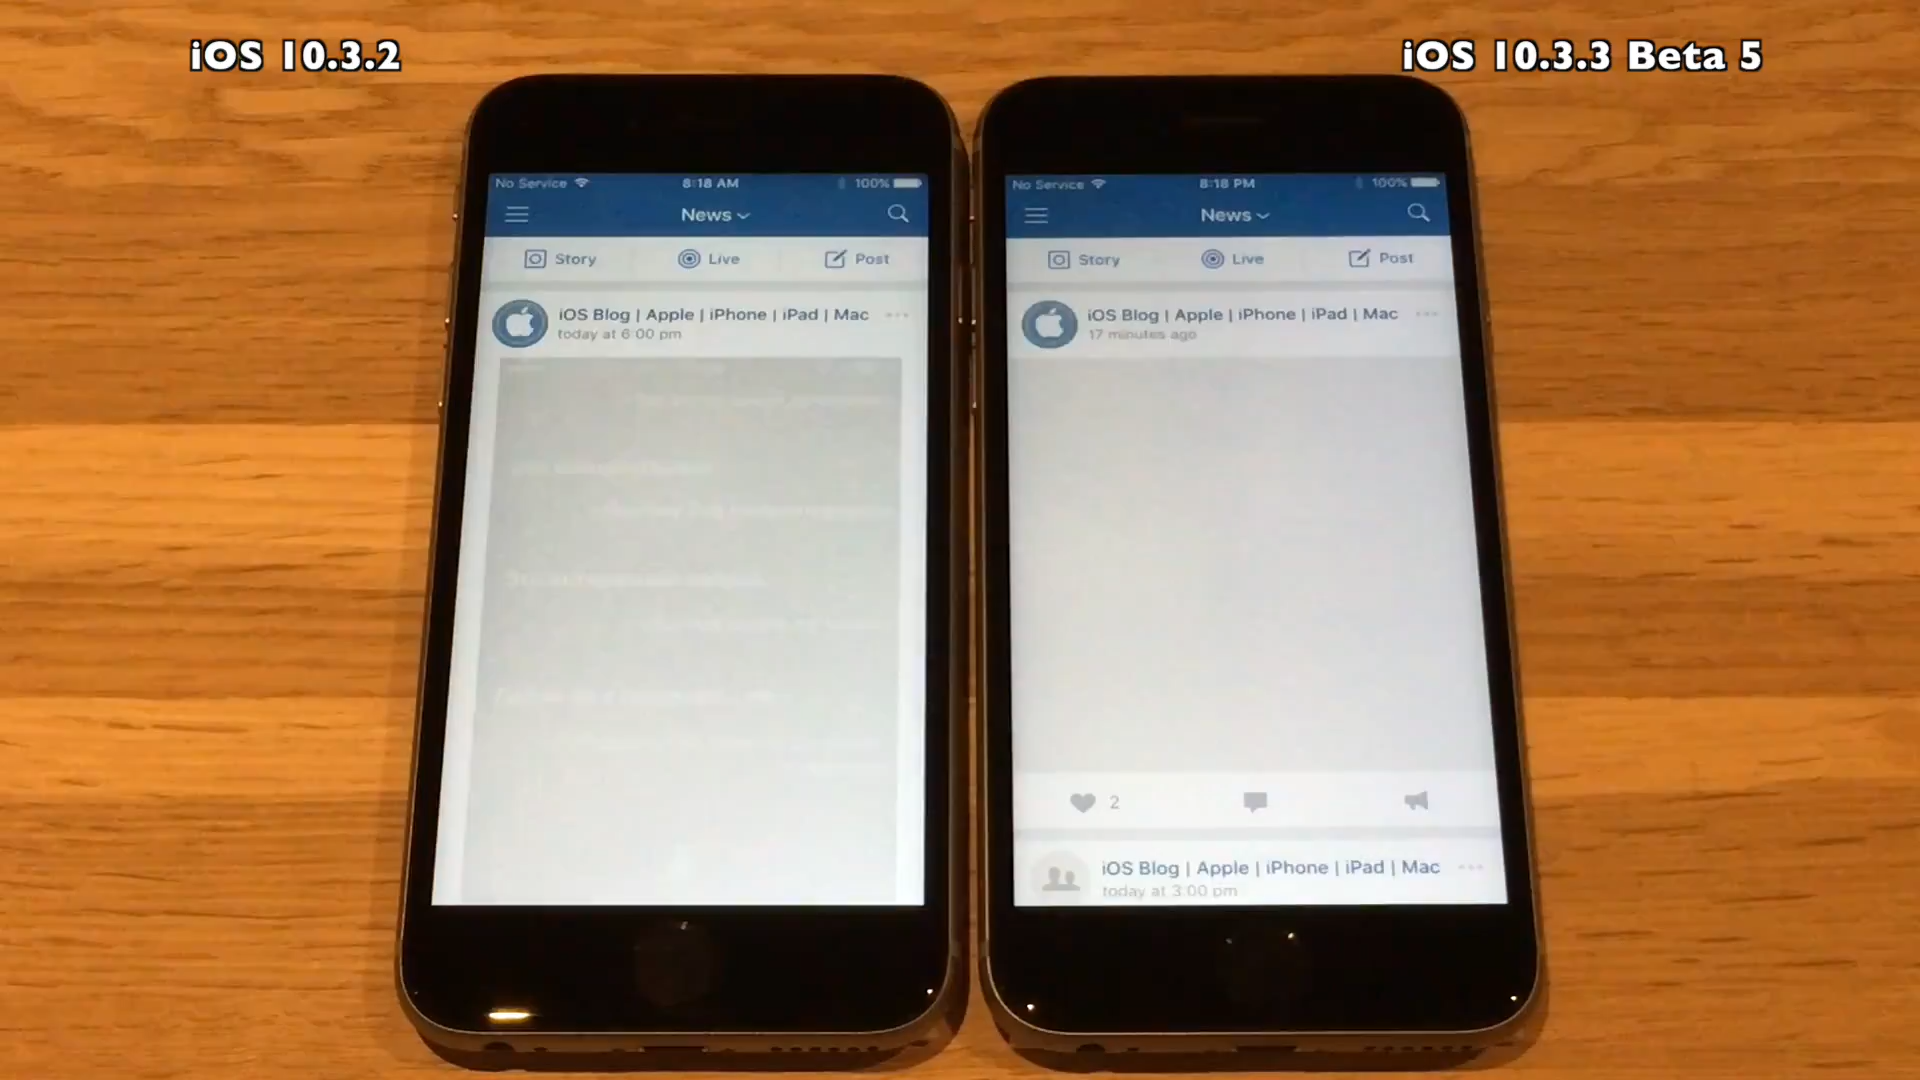 iOS 10.3.2
iOS 10.3.3 Beta 5
No Service 8:18 AM 100%
News
Story Live Post
iOS Blog | Apple | iPhone | iPad | Mac
today at 6:00 pm
No Service 8:18 PM 100%
News
Story Live Post
iOS Blog | Apple | iPhone | iPad | Mac
17 minutes ago
2
iOS Blog | Apple | iPhone | iPad | Mac
today at 3:00 pm